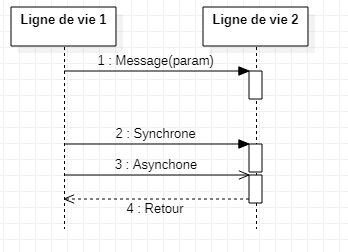 Ligne de vie 1
Ligne de vie 2
1 : Message(param)
2 : Synchrone
3 : Asynchone
4 : Retour